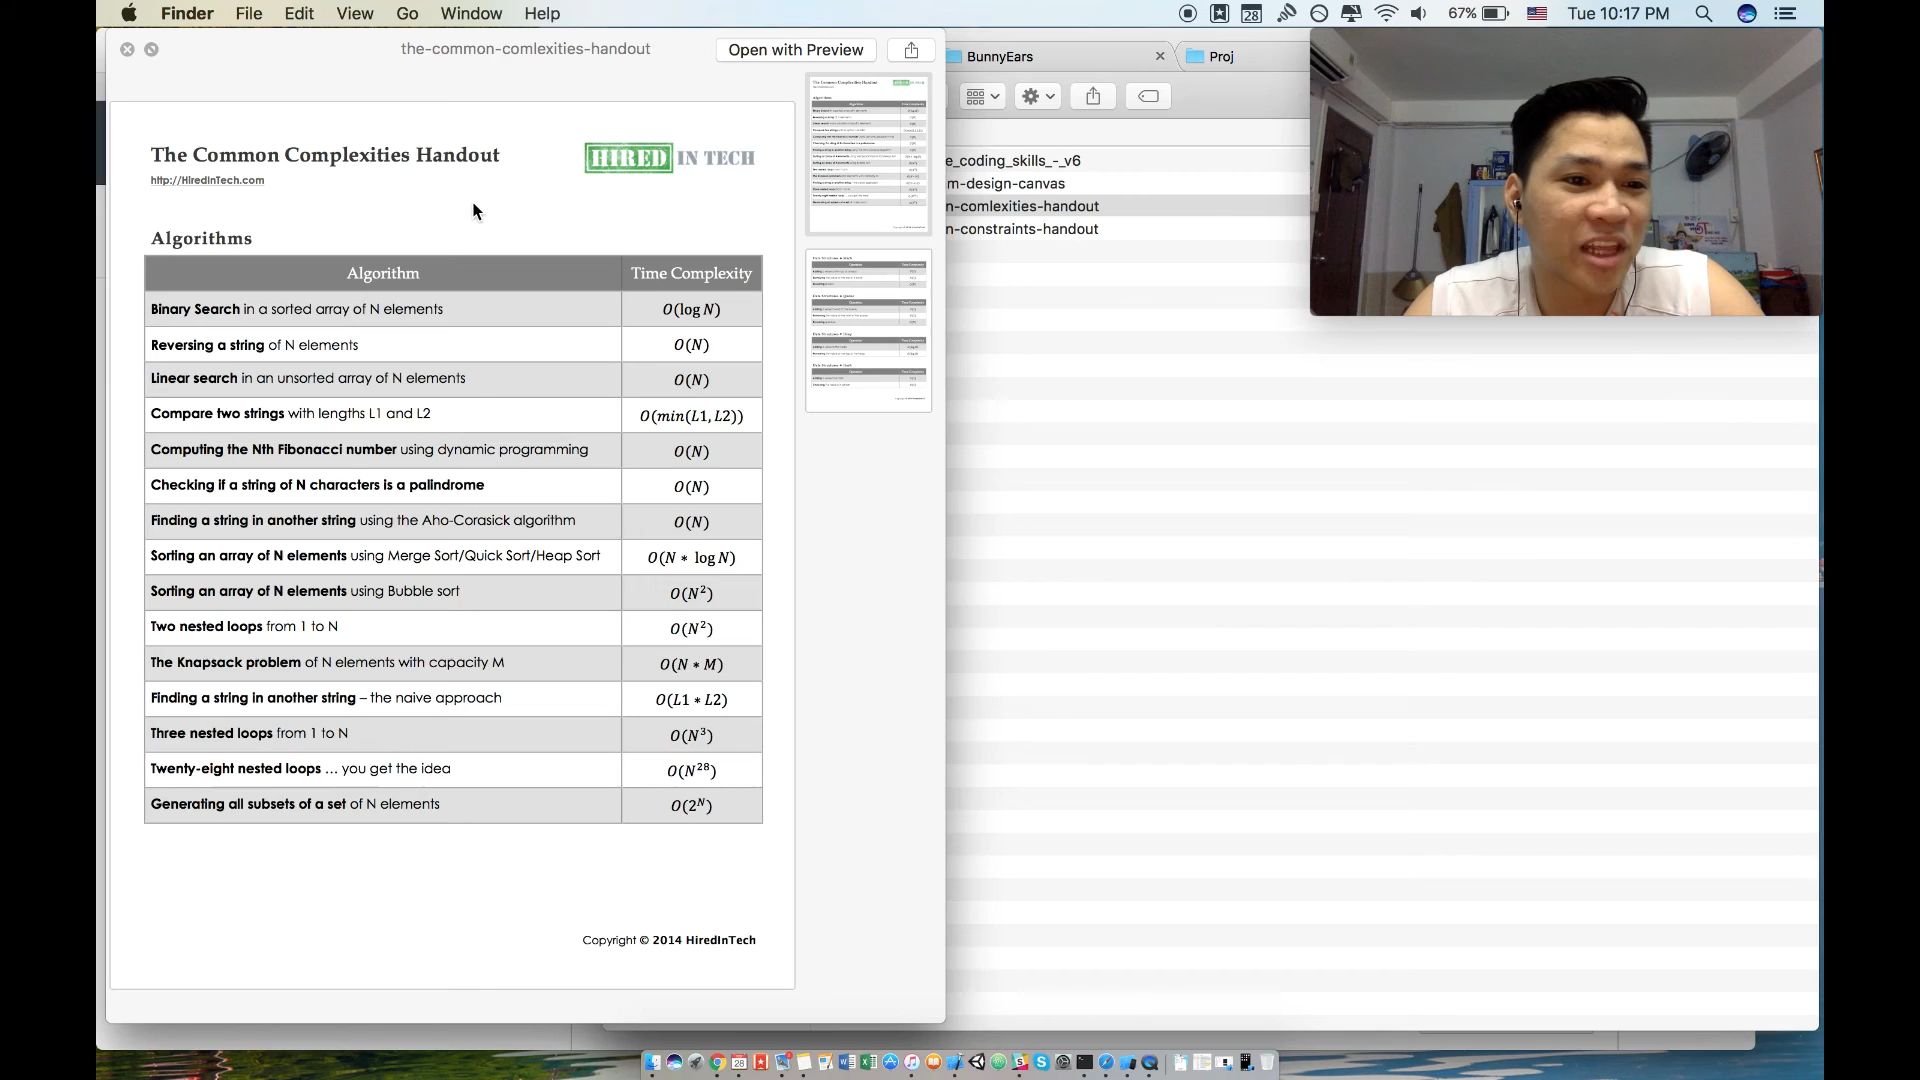 Finder File Edit View Go Window Help
28
67%
Tue 10:17 PM
the-common-comlexities-handout
Open with Preview
BunnyEars
Proj
e_coding_skills_-_v6
m-design-canvas
n-comlexities-handout
n-constraints-handout
The Common Complexities Handout
HIRED IN TECH
http://HiredInTech.com
Algorithms
Algorithm Time Complexity
Binary Search in a sorted array of N elements O(log N)
Reversing a string of N elements O(N)
Linear search in an unsorted array of N elements O(N)
Compare two strings with lengths L1 and L2 O(min(L1, L2))
Computing the Nth Fibonacci number using dynamic programming O(N)
Checking if a string of N characters is a palindrome O(N)
Finding a string in another string using the Aho-Corasick algorithm O(N)
Sorting an array of N elements using Merge Sort/Quick Sort/Heap Sort O(N * log N)
Sorting an array of N elements using Bubble sort O(N²)
Two nested loops from 1 to N O(N²)
The Knapsack problem of N elements with capacity M O(N * M)
Finding a string in another string – the naive approach O(L1 * L2)
Three nested loops from 1 to N O(N³)
Twenty-eight nested loops ... you get the idea O(N²⁸)
Generating all subsets of a set of N elements O(2ᴺ)
Copyright © 2014 HiredInTech